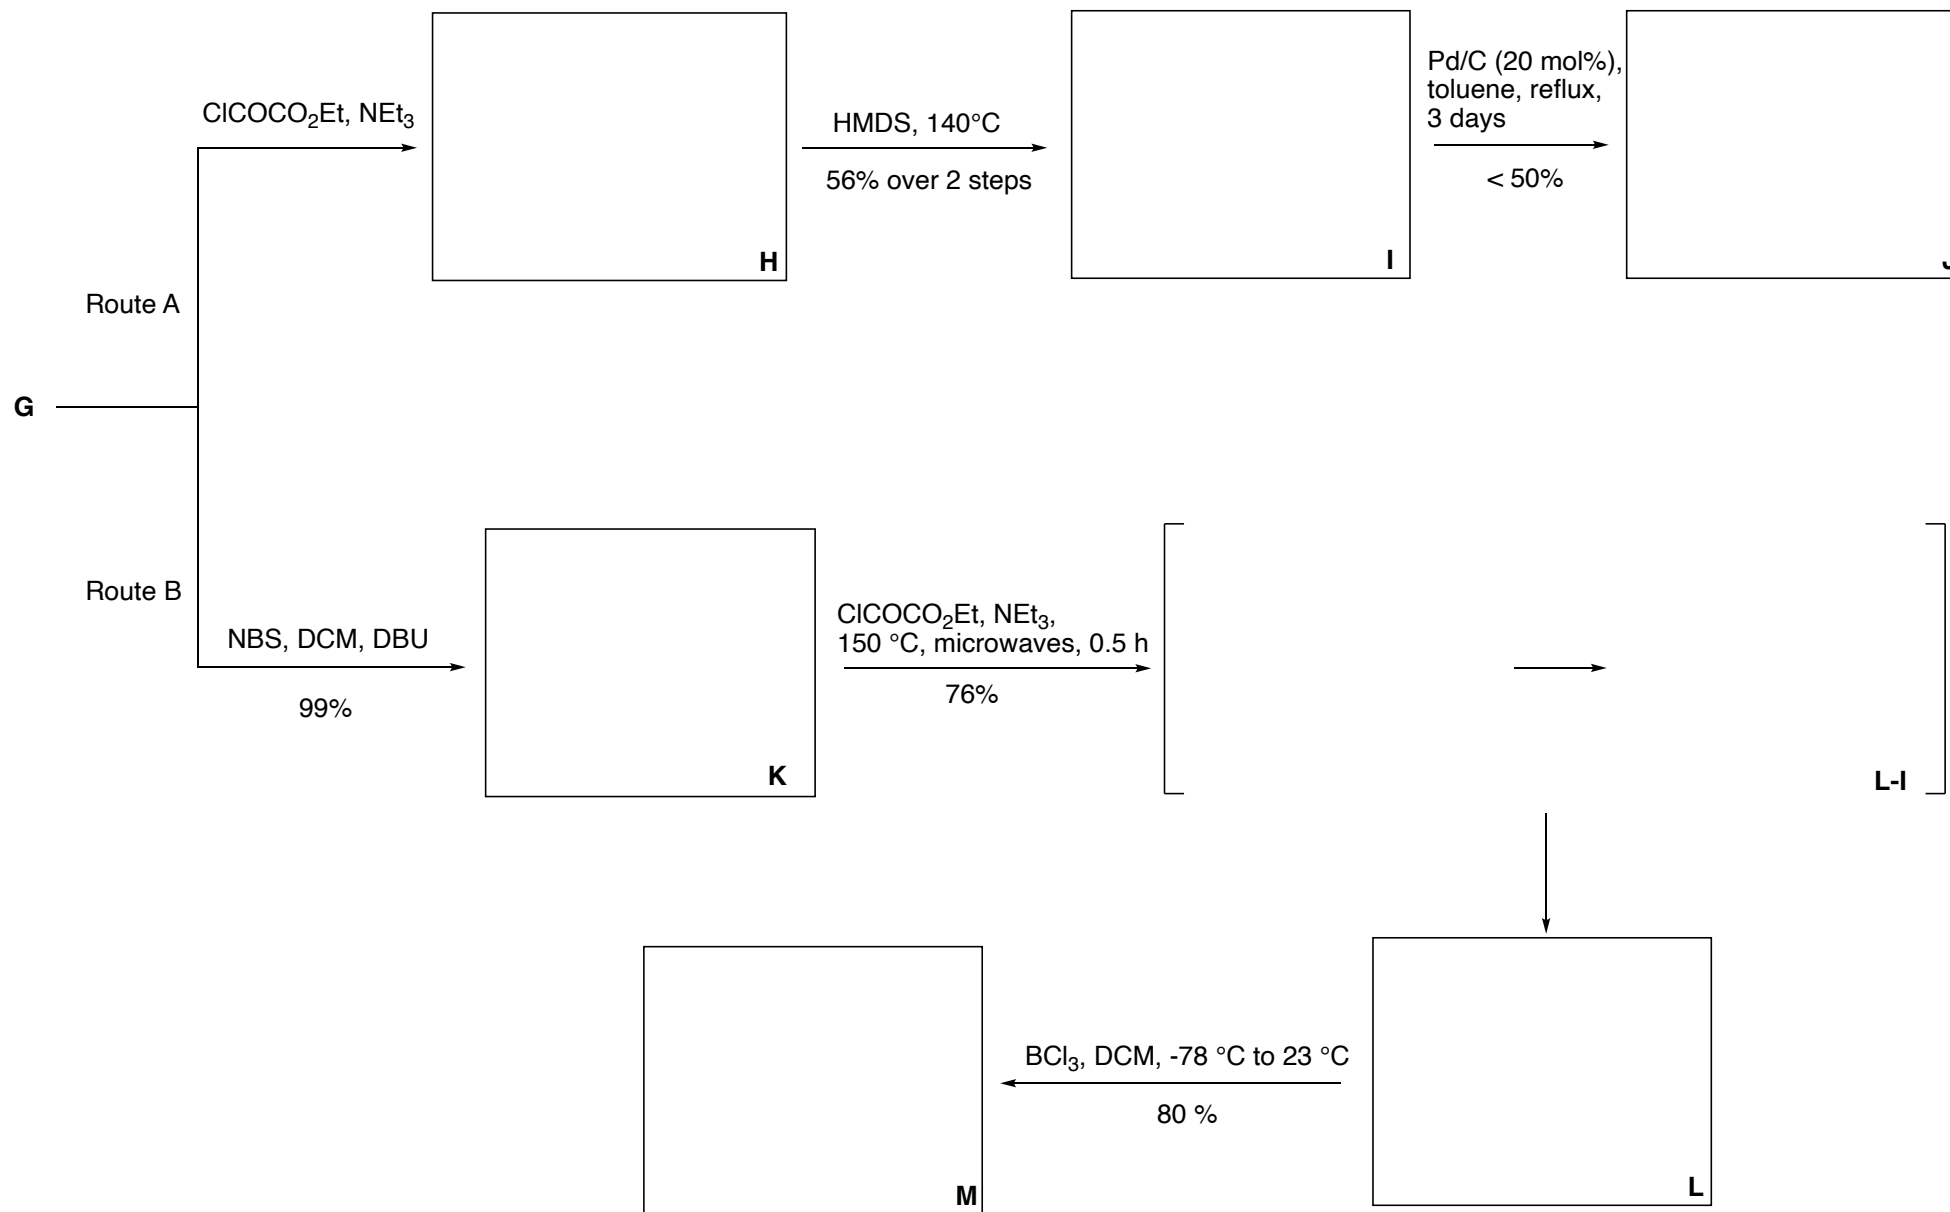 ClCOCO₂Et, NEt₃
H
HMDS, 140°C
56% over 2 steps
I
Pd/C (20 mol%),
toluene, reflux,
3 days
< 50%
Route A
G
Route B
NBS, DCM, DBU
99%
K
ClCOCO₂Et, NEt₃,
150 °C, microwaves, 0.5 h
76%
L-I
BCl₃, DCM, -78 °C to 23 °C
80 %
M
L